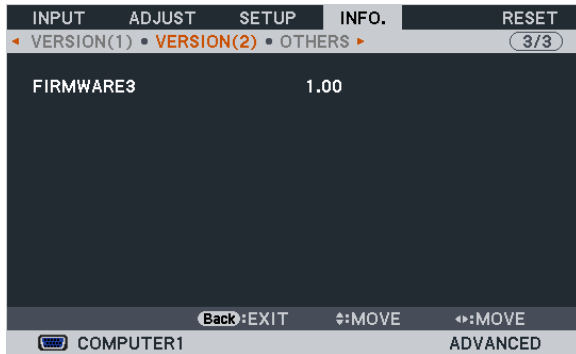 INPUT ADJUST SETUP INFO. RESET
◂ VERSION(1) • VERSION(2) • OTHERS ▸ 3/3
FIRMWARE3 1.00
Back:EXIT ♦:MOVE ◂▸:MOVE
COMPUTER1 ADVANCED